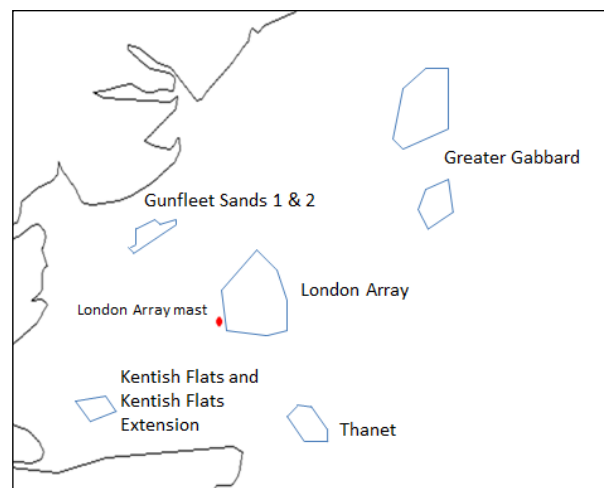 Greater Gabbard
Gunfleet Sands 1 & 2
London Array
London Array mast
Kentish Flats and
Kentish Flats
Extension
Thanet